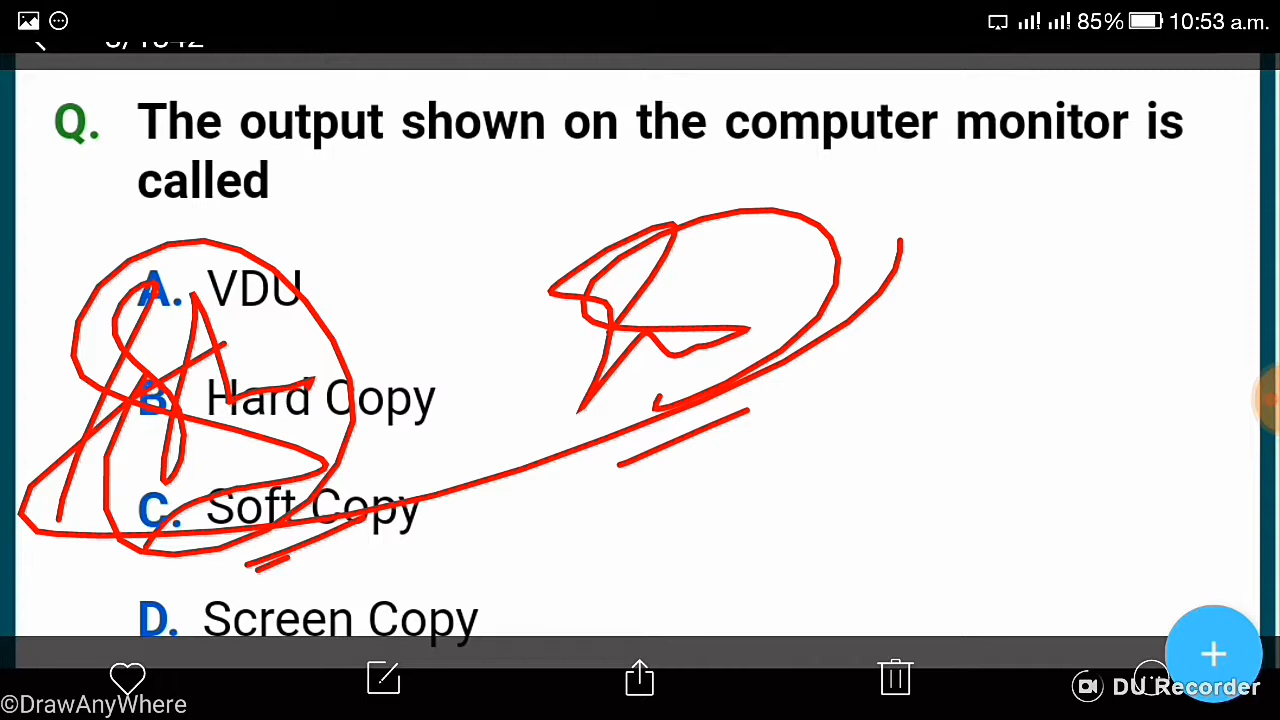 85% 10:53 a.m.
Q. The output shown on the computer monitor is
called
A. VDU
B. Hard Copy
C. Soft Copy
D. Screen Copy
DU Recorder
©DrawAnyWhere